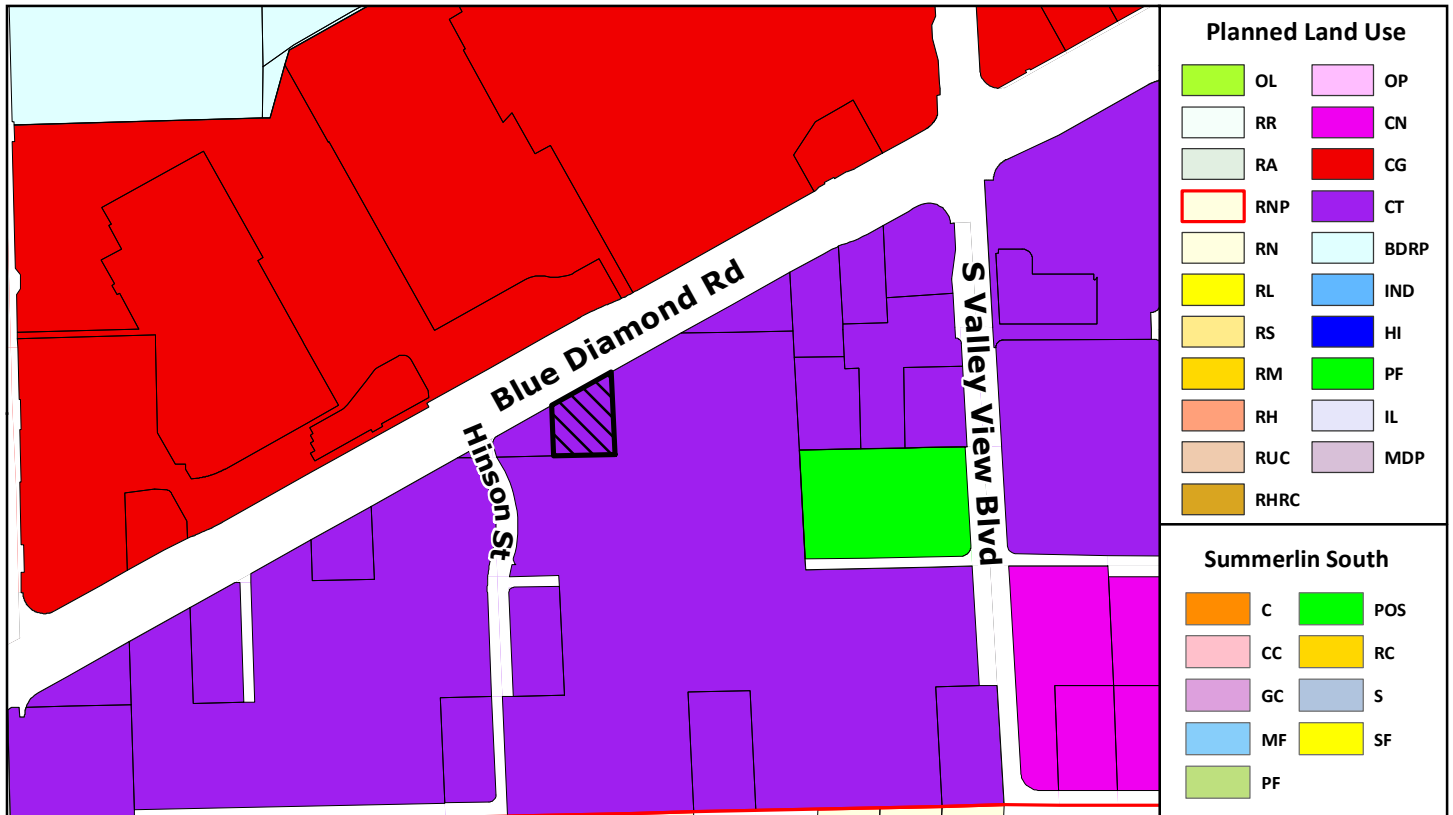 Blue Diamond Rd
S Valley View Blvd
Hinson St
Planned Land Use
OL OP
RR CN
RA CG
RNP CT
RN BDRP
RL IND
RS HI
RM PF
RH IL
RUC MDP
RHRC
Summerlin South
C POS
CC RC
GC S
MF SF
PF